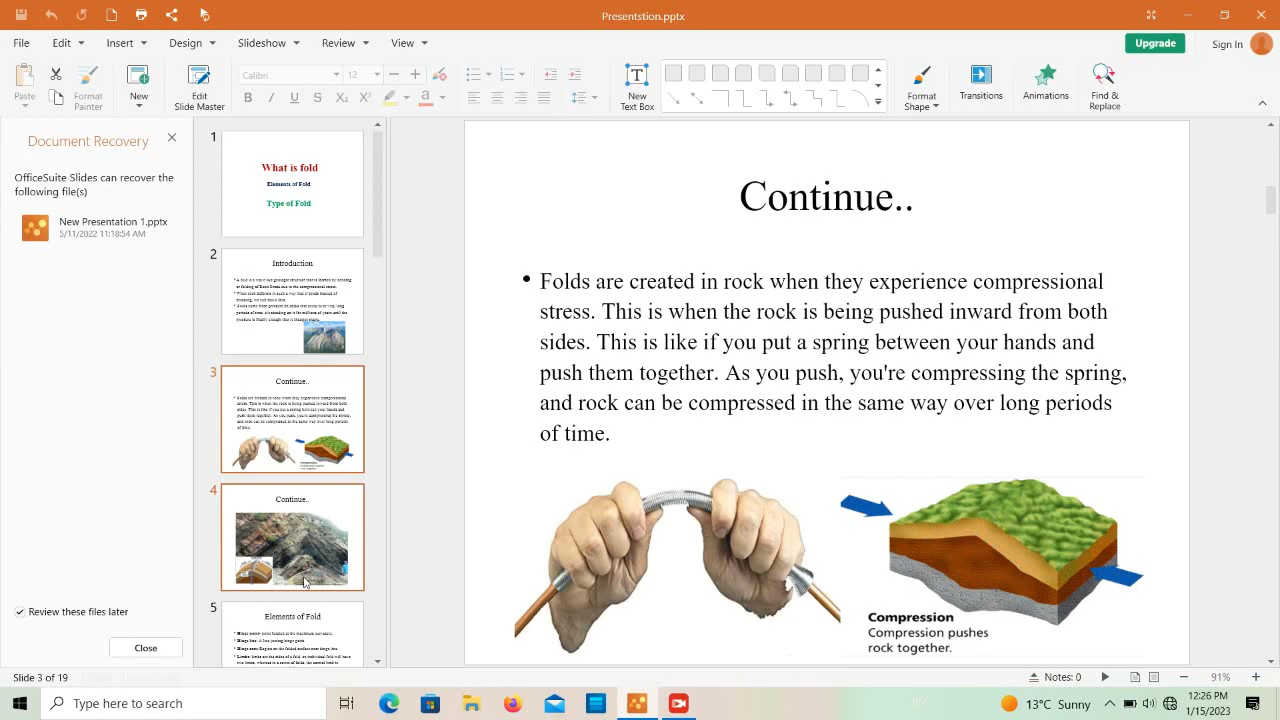 Presentstion.pptx
File Edit Insert Design Slideshow Review View Upgrade Sign In
Calibri 12
Paste Format Painter New Edit Slide Master B I U S X₂ X² New Text Box Format Shape Transitions Animations Find & Replace
Document Recovery
OfficeSuite Slides can recover the
following file(s)
New Presentation 1.pptx
5/11/2022 11:18:54 AM
Review these files later
Close
1
What is fold
Elements of Fold
Type of Fold
2
Introduction
3
Continue..
4
Continue..
5
Elements of Fold
Continue..
• Folds are created in rock when they experience compressional
stress. This is when the rock is being pushed inward from both
sides. This is like if you put a spring between your hands and
push them together. As you push, you're compressing the spring,
and rock can be compressed in the same way over long periods
of time.
Compression
Compression pushes
rock together.
Slide 3 of 19 Notes: 0 91%
Type here to search
13°C Sunny
12:26 PM
1/15/2023